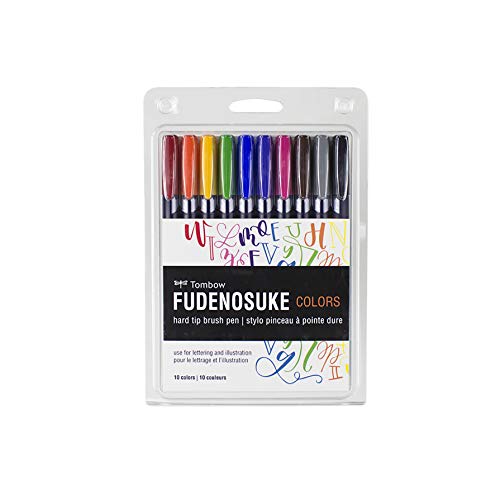 Tombow
FUDENOSUKE COLORS
hard tip brush pen | stylo pinceau à pointe dure
use for lettering and illustration
pour le lettrage et l'illustration
10 colors | 10 couleurs